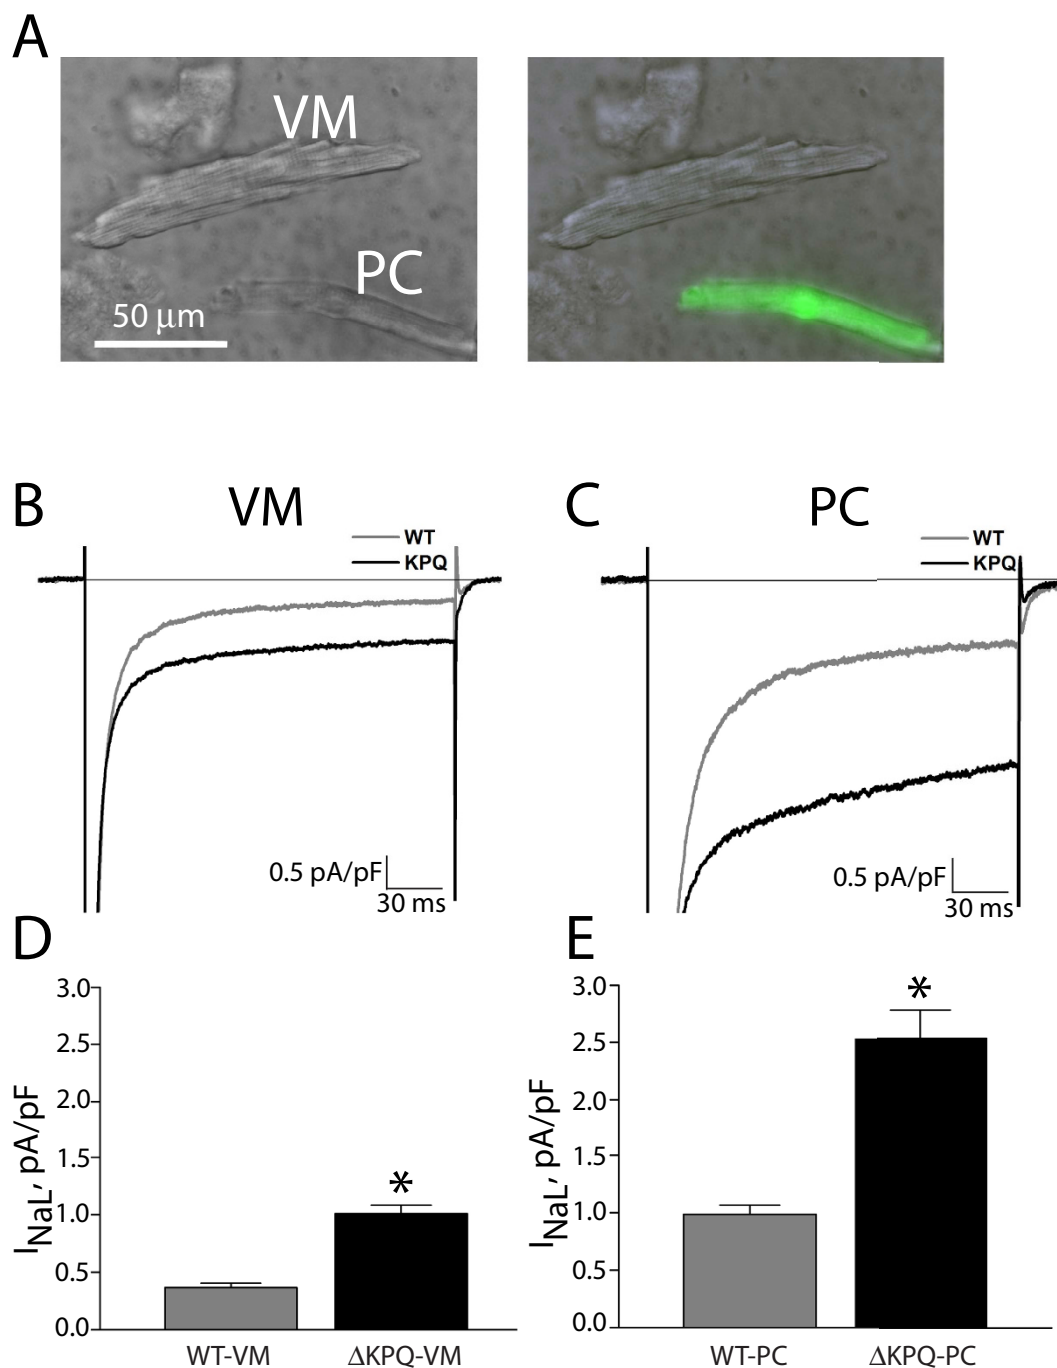 A
VM
PC
50 μm
B
VM
C
PC
WT
KPQ
WT
KPQ
0.5 pA/pF
30 ms
0.5 pA/pF
30 ms
D
E
3.0
2.5
2.0
1.5
1.0
0.5
0.0
INaL, pA/pF
*
WT-VM
ΔKPQ-VM
3.0
2.5
2.0
1.5
1.0
0.5
0.0
INaL, pA/pF
*
WT-PC
ΔKPQ-PC